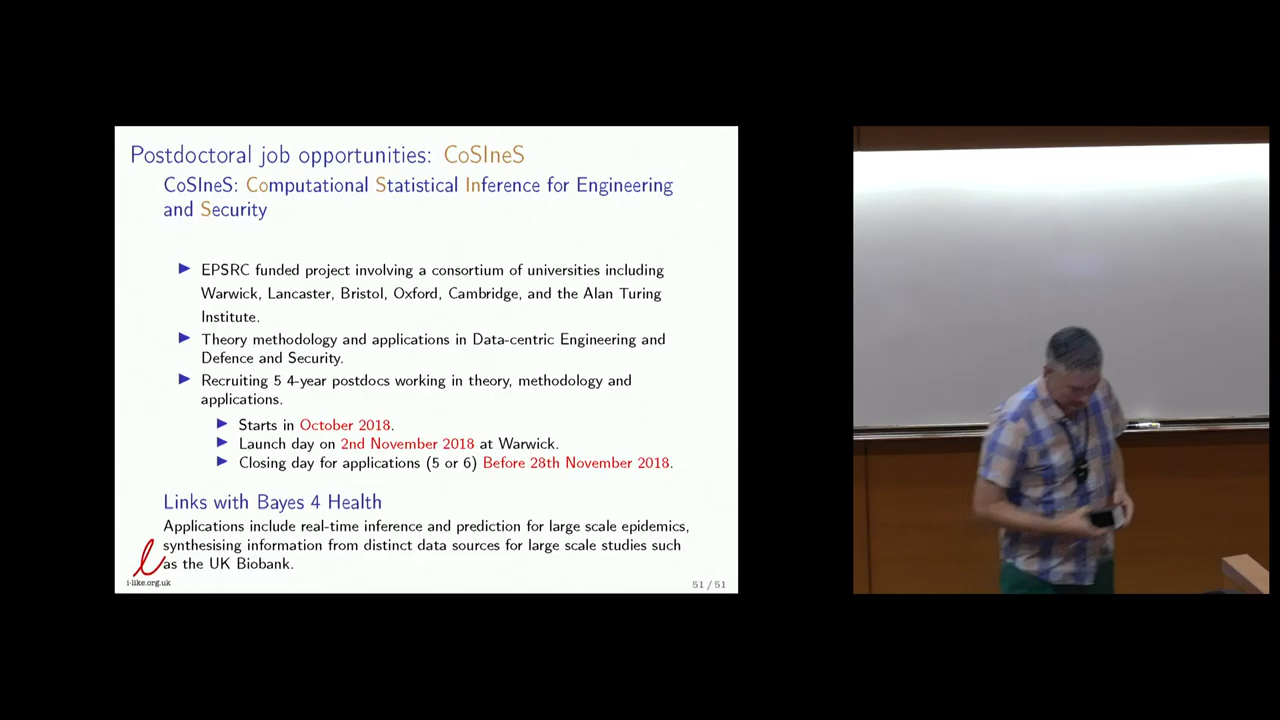 Postdoctoral job opportunities: CoSIneS
CoSIneS: Computational Statistical Inference for Engineering
and Security
▶ EPSRC funded project involving a consortium of universities including
Warwick, Lancaster, Bristol, Oxford, Cambridge, and the Alan Turing
Institute.
▶ Theory methodology and applications in Data-centric Engineering and
Defence and Security.
▶ Recruiting 5 4-year postdocs working in theory, methodology and
applications.
▶ Starts in October 2018.
▶ Launch day on 2nd November 2018 at Warwick.
▶ Closing day for applications (5 or 6) Before 28th November 2018.
Links with Bayes 4 Health
Applications include real-time inference and prediction for large scale epidemics,
synthesising information from distinct data sources for large scale studies such
as the UK Biobank.
i-like.org.uk
51 / 51